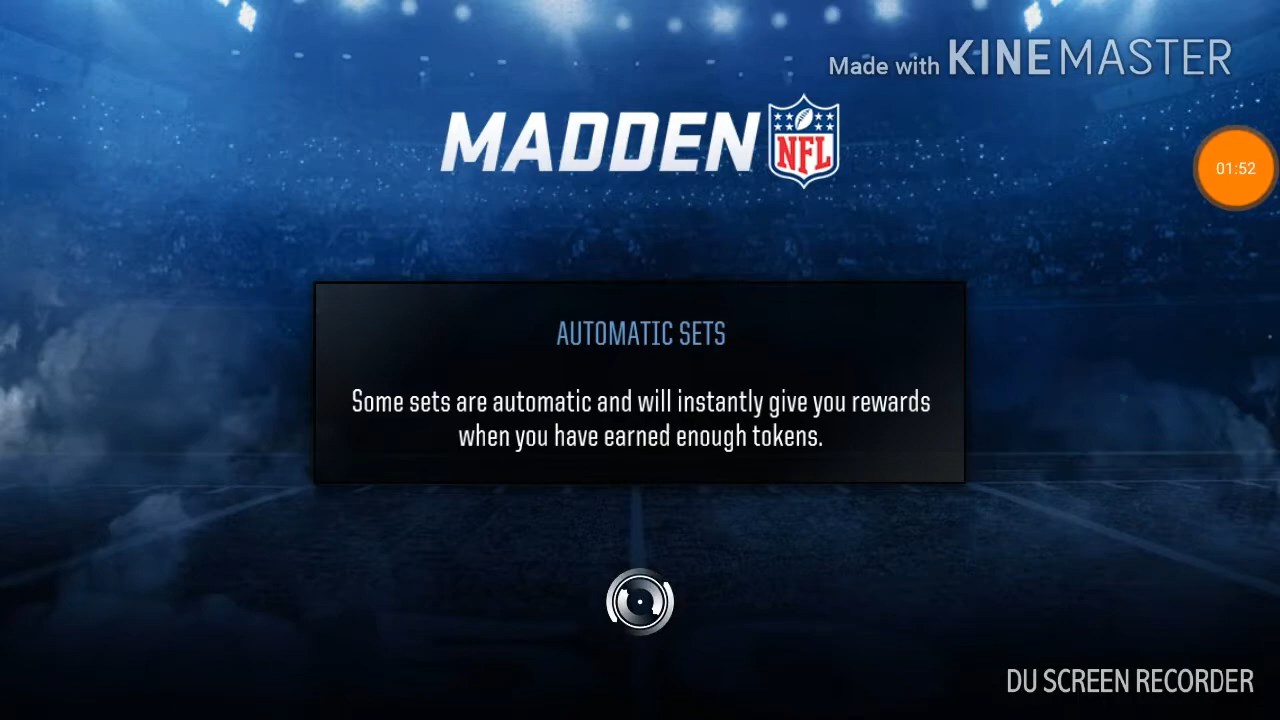 Made with KINEMASTER
MADDEN NFL
01:52
AUTOMATIC SETS
Some sets are automatic and will instantly give you rewards
when you have earned enough tokens.
DU SCREEN RECORDER